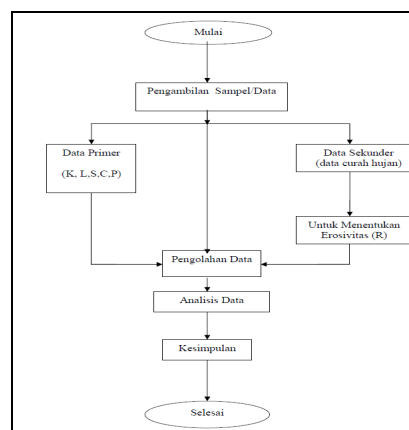 Mulai
Pengambilan Sampel/Data
Data Primer
(K, L,S,C,P)
Data Sekunder
(data curah hujan)
Untuk Menentukan
Erosivitas (R)
Pengolahan Data
Analisis Data
Kesimpulan
Selesai